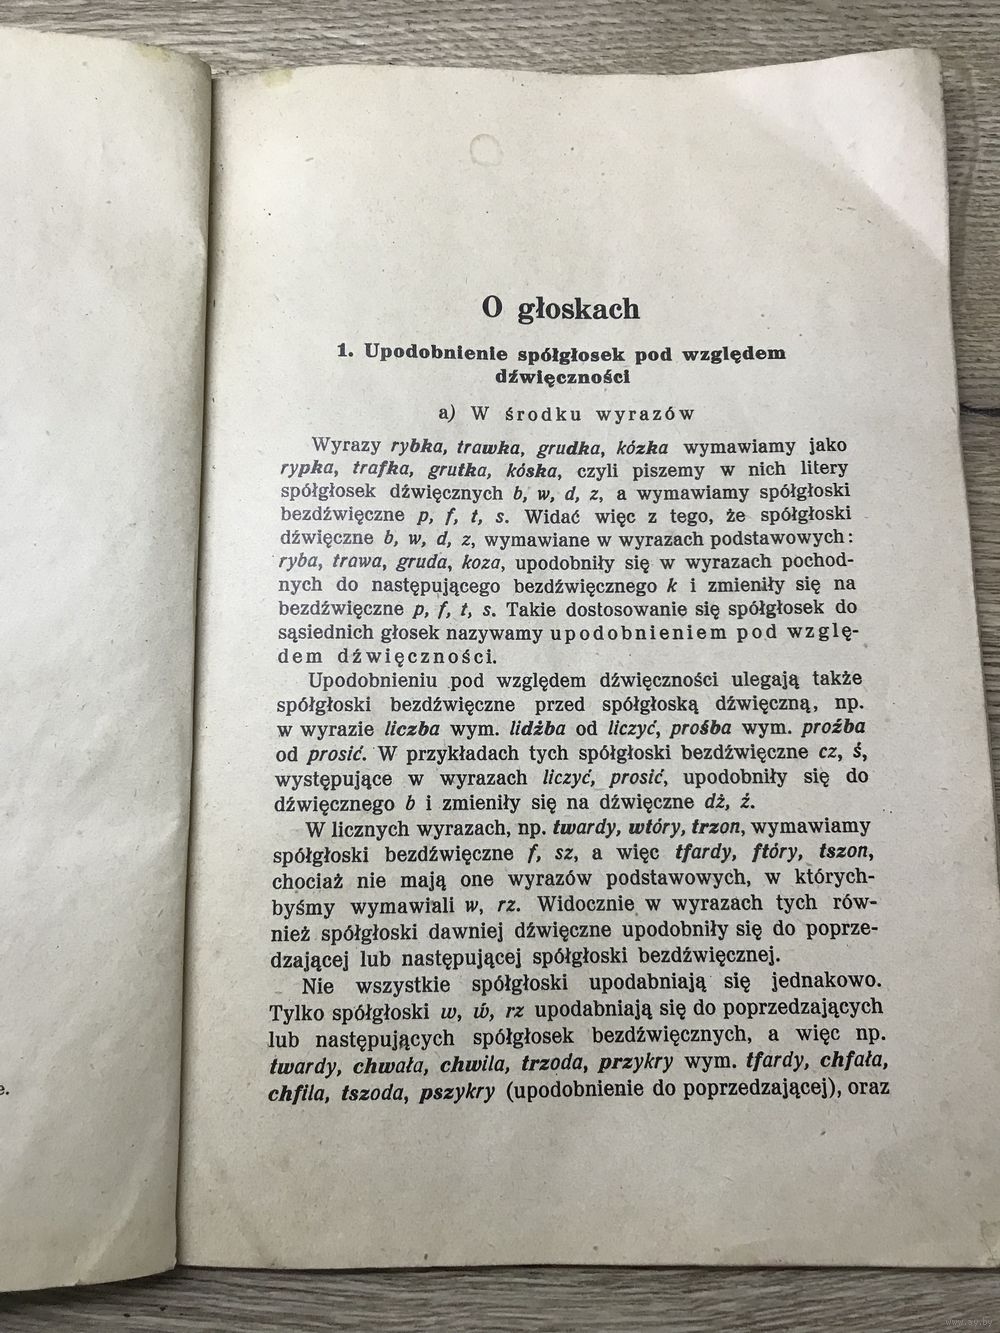 O głoskach
1. Upodobnienie spółgłosek pod względem
dźwięczności
a) W środku wyrazów
Wyrazy rybka, trawka, grudka, kózka wymawiamy jako
rypka, trafka, grutka, kóska, czyli piszemy w nich litery
spółgłosek dźwięcznych b, w, d, z, a wymawiamy spółgłoski
bezdźwięczne p, f, t, s. Widać więc z tego, że spółgłoski
dźwięczne b, w, d, z, wymawiane w wyrazach podstawowych:
ryba, trawa, gruda, koza, upodobniły się w wyrazach pochod-
nych do następującego bezdźwięcznego k i zmieniły się na
bezdźwięczne p, f, t, s. Takie dostosowanie się spółgłosek do
sąsiednich głosek nazywamy upodobnieniem pod wzglę-
dem dźwięczności.
Upodobnieniu pod względem dźwięczności ulegają także
spółgłoski bezdźwięczne przed spółgłoską dźwięczną, np.
w wyrazie liczba wym. lidżba od liczyć, prośba wym. proźba
od prosić. W przykładach tych spółgłoski bezdźwięczne cz, ś,
występujące w wyrazach liczyć, prosić, upodobniły się do
dźwięcznego b i zmieniły się na dźwięczne dż, ź.
W licznych wyrazach, np. twardy, wtóry, trzon, wymawiamy
spółgłoski bezdźwięczne f, sz, a więc tfardy, ftóry, tszon,
chociaż nie mają one wyrazów podstawowych, w których-
byśmy wymawiali w, rz. Widocznie w wyrazach tych rów-
nież spółgłoski dawniej dźwięczne upodobniły się do poprze-
dzającej lub następującej spółgłoski bezdźwięcznej.
Nie wszystkie spółgłoski upodabniają się jednakowo.
Tylko spółgłoski w, ẃ, rz upodabniają się do poprzedzających
lub następujących spółgłosek bezdźwięcznych, a więc np.
twardy, chwała, chwila, trzoda, przykry wym. tfardy, chfała,
chfila, tszoda, pszykry (upodobnienie do poprzedzającej), oraz
e.
www.ay.by